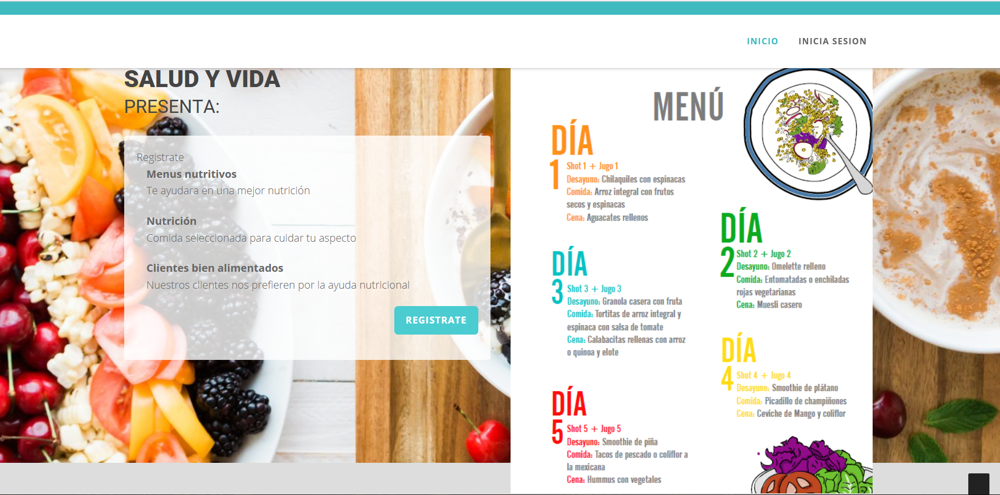 INICIO
INICIA SESION
SALUD Y VIDA
PRESENTA:
Registrate
Menus nutritivos
Te ayudara en una mejor nutrición
Nutrición
Comida seleccionada para cuidar tu aspecto
Clientes bien alimentados
Nuestros clientes nos prefieren por la ayuda nutricional
REGISTRATE
MENÚ
DÍA
1
Shot 1 + Jugo 1
Desayuno: Chilaquiles con espinacas
Comida: Arroz integral con frutos
secos y espinacas
Cena: Aguacates rellenos
DÍA
2
Shot 2 + Jugo 2
Desayuno: Omelette relleno
Comida: Entomatadas o enchiladas
rojas vegetarianas
Cena: Muesli casero
DÍA
3
Shot 3 + Jugo 3
Desayuno: Granola casera con fruta
Comida: Tortitas de arroz integral y
espinaca con salsa de tomate
Cena: Calabacitas rellenas con arroz
o quinoa y elote
DÍA
4
Shot 4 + Jugo 4
Desayuno: Smoothie de plátano
Comida: Picadillo de champiñones
Cena: Ceviche de Mango y coliflor
DÍA
5
Shot 5 + Jugo 5
Desayuno: Smoothie de piña
Comida: Tacos de pescado o coliflor a
la mexicana
Cena: Hummus con vegetales